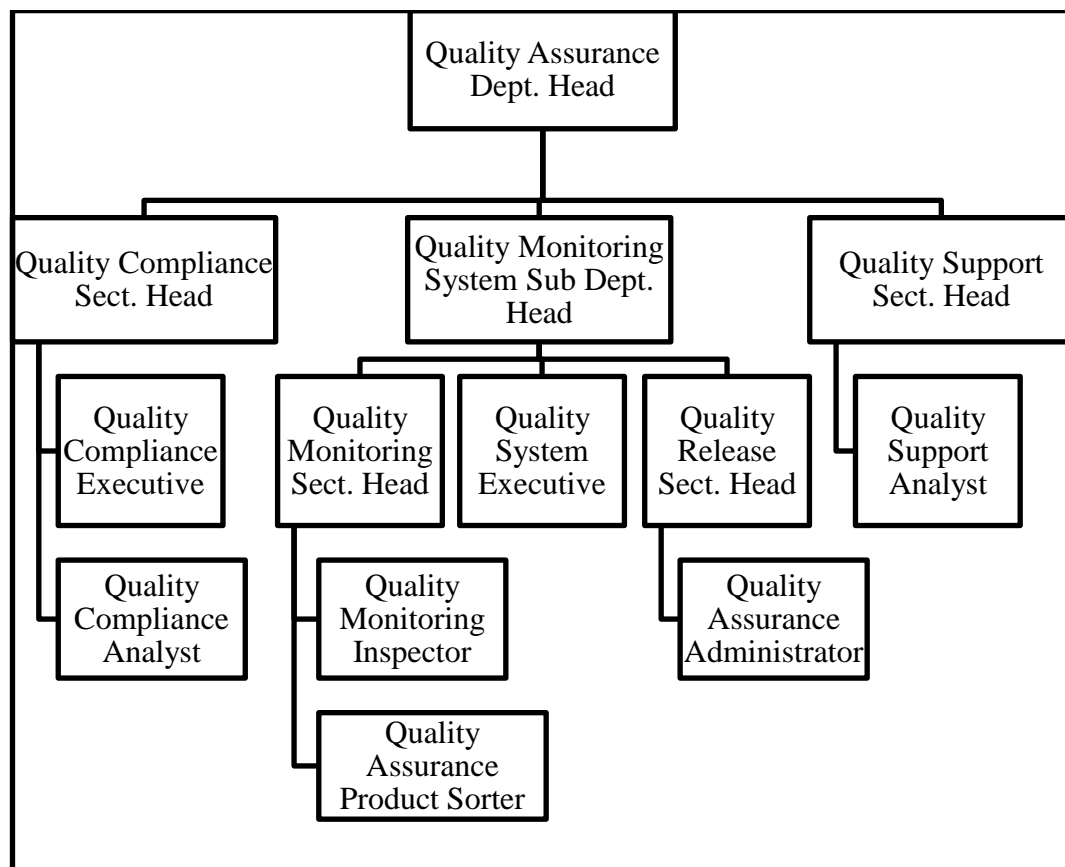 Quality Assurance
Dept. Head
Quality Compliance
Sect. Head
Quality Monitoring
System Sub Dept.
Head
Quality Support
Sect. Head
Quality
Compliance
Executive
Quality
Monitoring
Sect. Head
Quality
System
Executive
Quality
Release
Sect. Head
Quality
Support
Analyst
Quality
Compliance
Analyst
Quality
Monitoring
Inspector
Quality
Assurance
Administrator
Quality
Assurance
Product Sorter